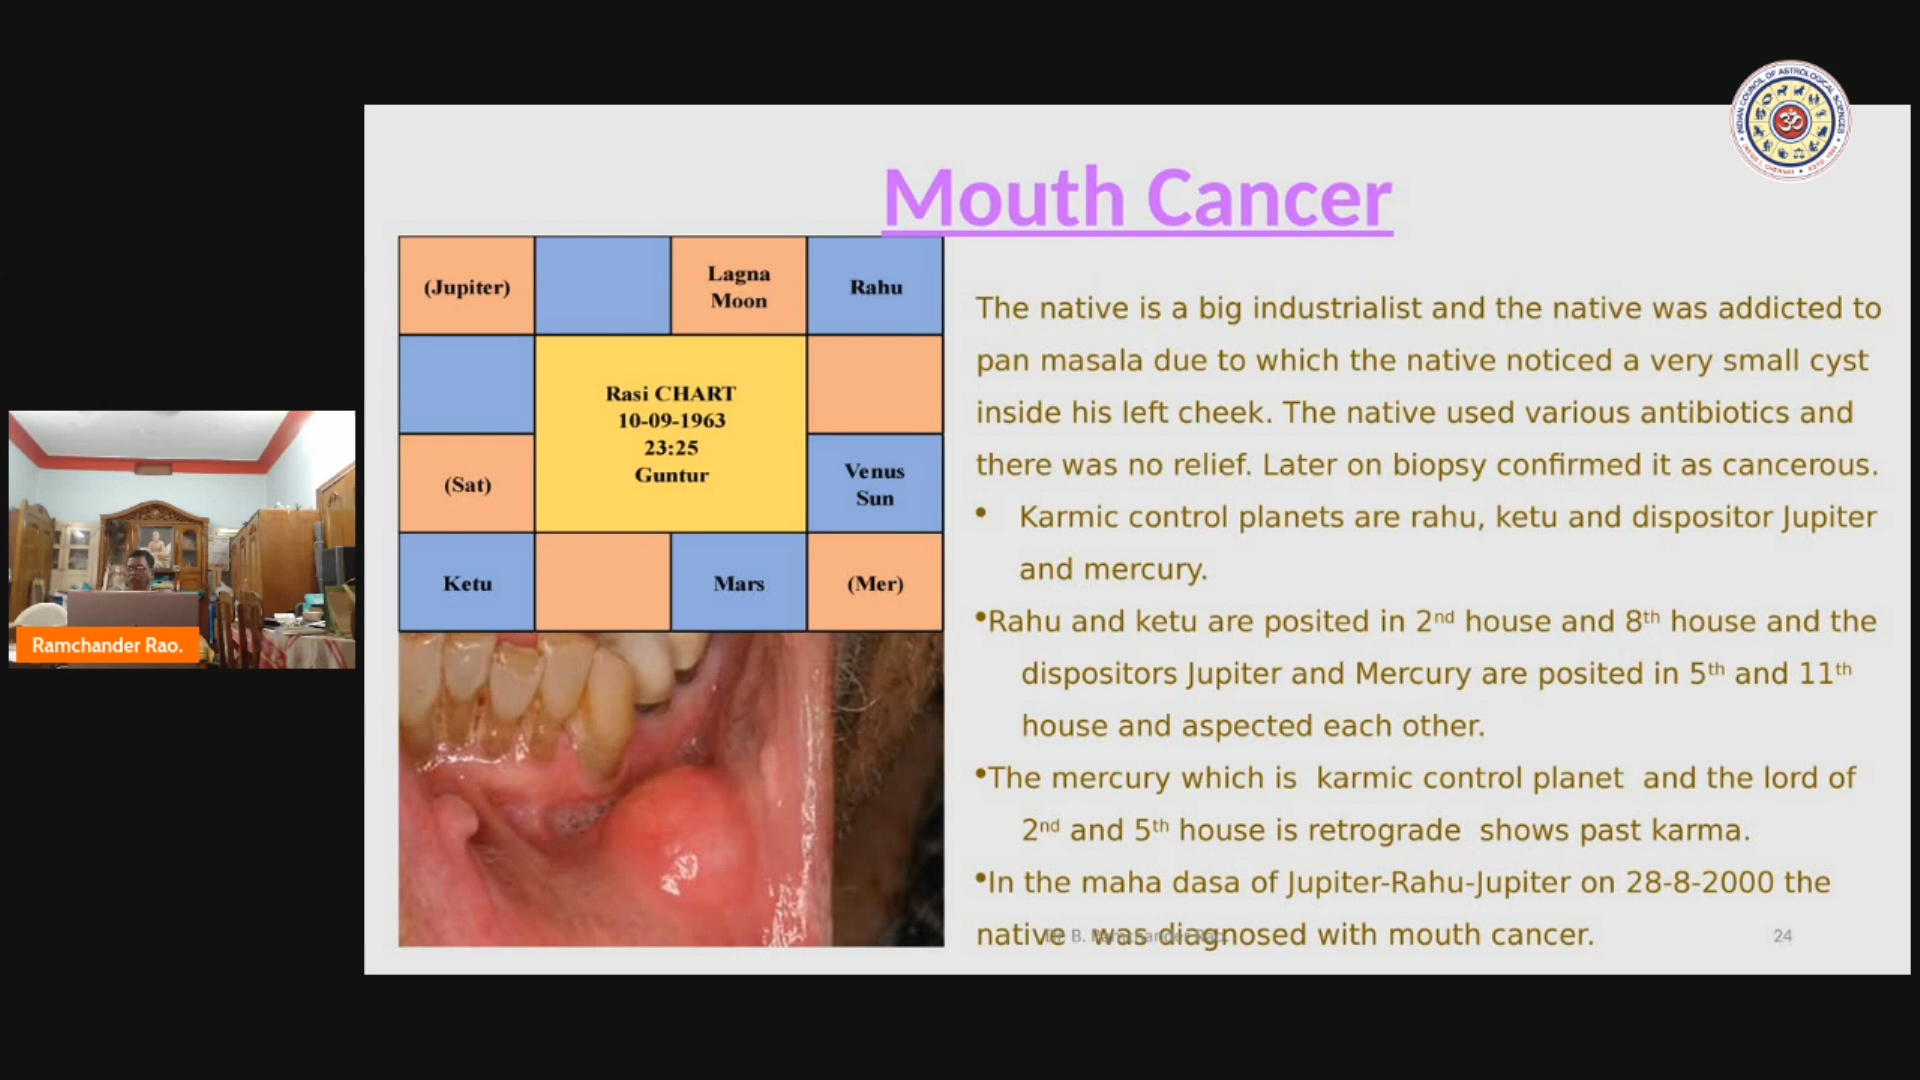 INDIAN COUNCIL OF ASTROLOGICAL SCIENCES
Mouth Cancer
(Jupiter)
Lagna
Moon
Rahu
Rasi CHART
10-09-1963
23:25
Guntur
(Sat)
Venus
Sun
Ketu
Mars
(Mer)
The native is a big industrialist and the native was addicted to
pan masala due to which the native noticed a very small cyst
inside his left cheek. The native used various antibiotics and
there was no relief. Later on biopsy confirmed it as cancerous.
• Karmic control planets are rahu, ketu and dispositor Jupiter
and mercury.
•Rahu and ketu are posited in 2nd house and 8th house and the
dispositors Jupiter and Mercury are posited in 5th and 11th
house and aspected each other.
•The mercury which is karmic control planet and the lord of
2nd and 5th house is retrograde shows past karma.
•In the maha dasa of Jupiter-Rahu-Jupiter on 28-8-2000 the
native was diagnosed with mouth cancer.
24
Ramchander Rao.